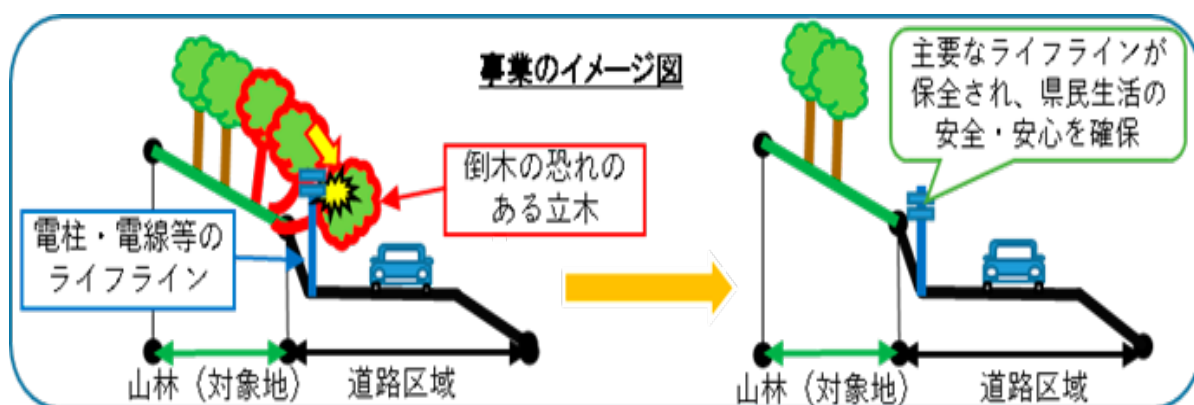 事業のイメージ図
主要なライフラインが
保全され、県民生活の
安全・安心を確保
倒木の恐れの
ある立木
電柱・電線等の
ライフライン
山林（対象地）
道路区域
山林（対象地）
道路区域